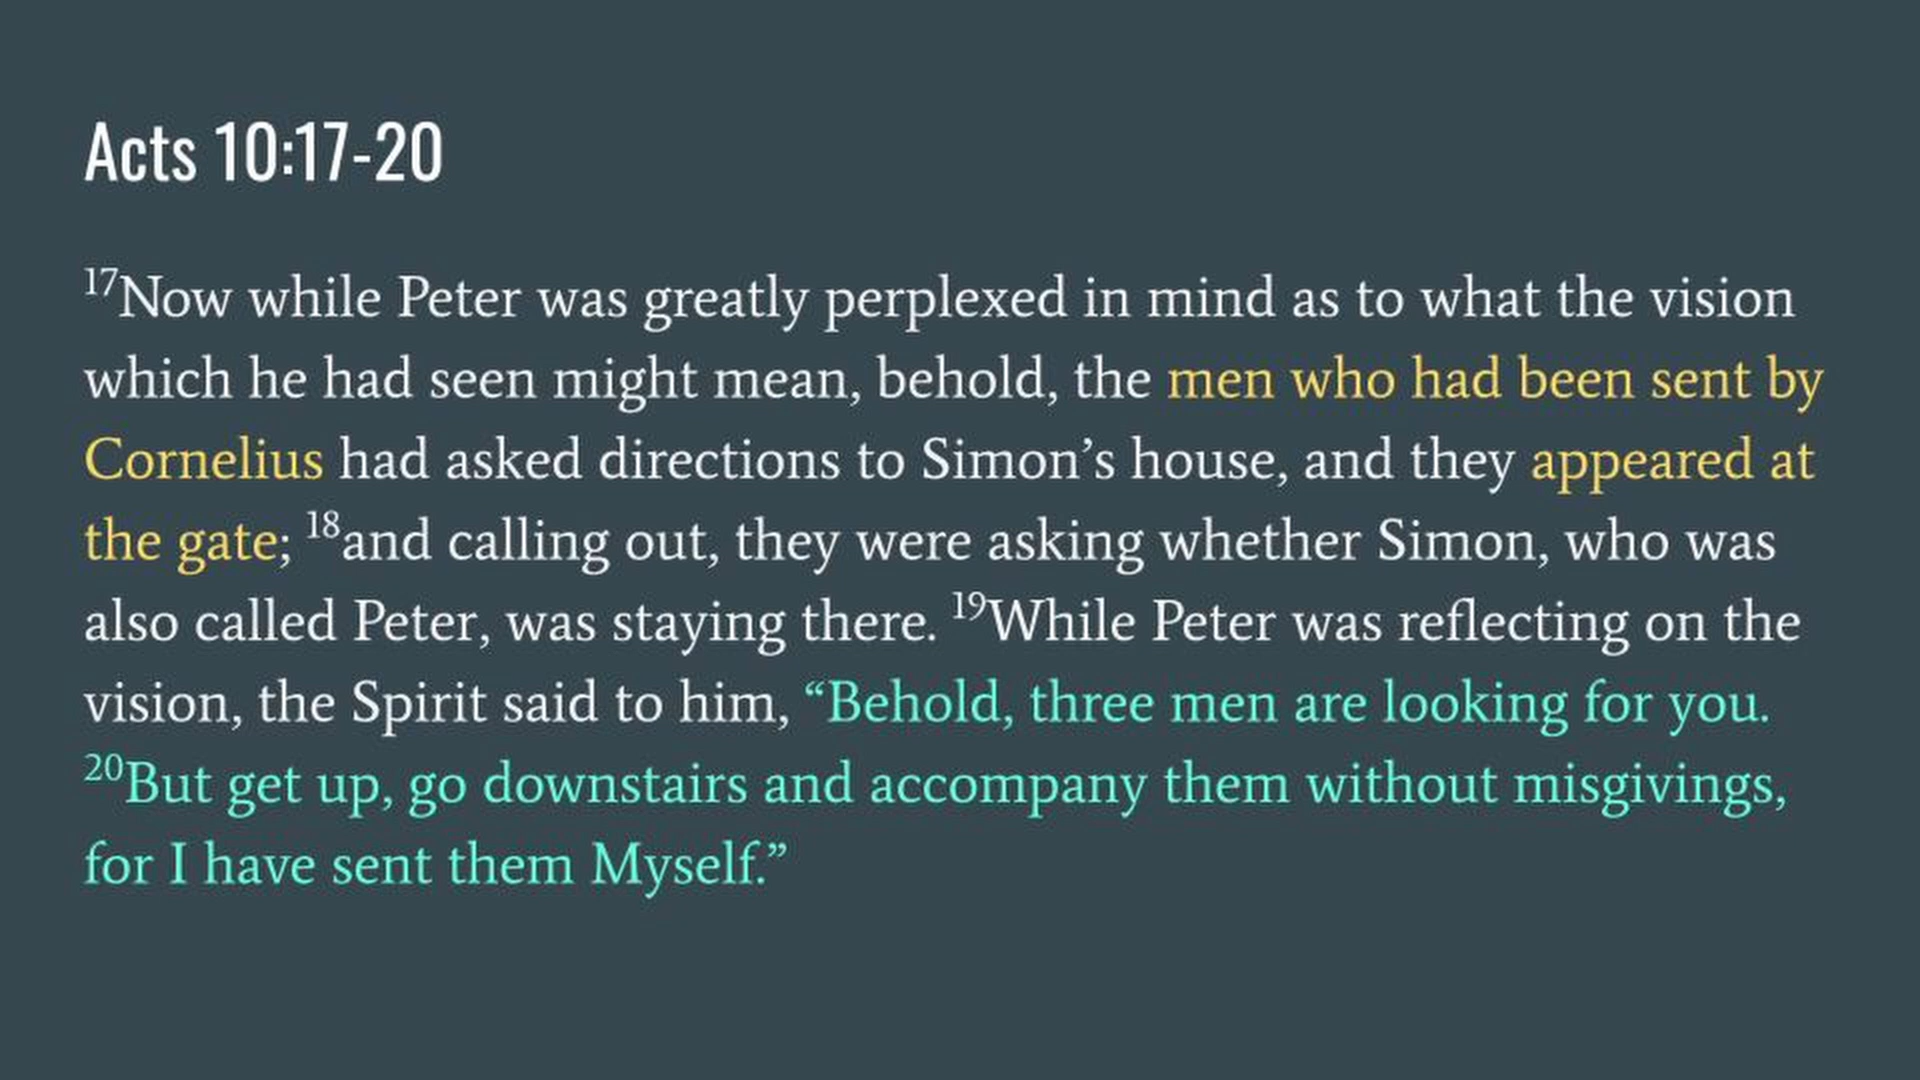 Acts 10:17-20
17Now while Peter was greatly perplexed in mind as to what the vision
which he had seen might mean, behold, the men who had been sent by
Cornelius had asked directions to Simon’s house, and they appeared at
the gate; 18and calling out, they were asking whether Simon, who was
also called Peter, was staying there. 19While Peter was reflecting on the
vision, the Spirit said to him, “Behold, three men are looking for you.
20But get up, go downstairs and accompany them without misgivings,
for I have sent them Myself.”